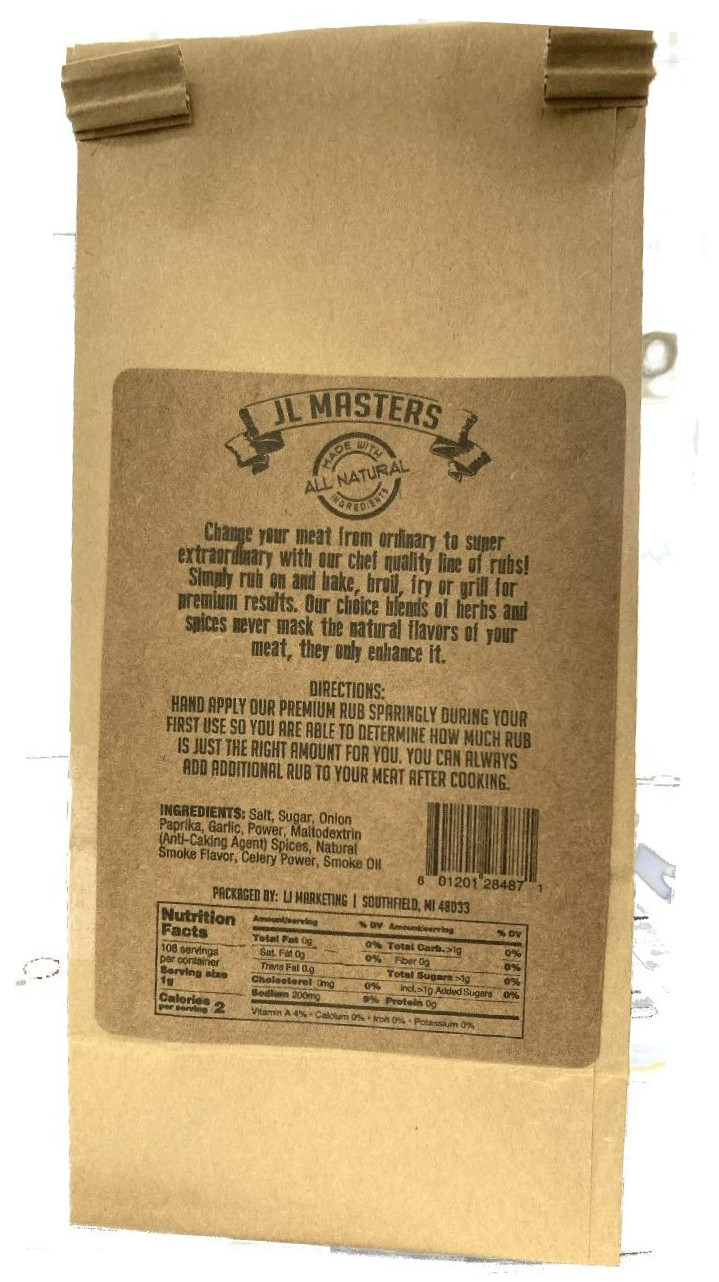 JL MASTERS
MADE WITH
ALL NATURAL
INGREDIENTS
Change your meat from ordinary to super
extraordinary with our chef quality line of rubs!
Simply rub on and bake, broil, fry or grill for
premium results. Our choice blends of herbs and
spices never mask the natural flavors of your
meat, they only enhance it.
DIRECTIONS:
HAND APPLY OUR PREMIUM RUB SPARINGLY DURING YOUR
FIRST USE SO YOU ARE ABLE TO DETERMINE HOW MUCH RUB
IS JUST THE RIGHT AMOUNT FOR YOU. YOU CAN ALWAYS
ADD ADDITIONAL RUB TO YOUR MEAT AFTER COOKING.
INGREDIENTS: Salt, Sugar, Onion
Paprika, Garlic, Power, Maltodextrin
(Anti-Caking Agent) Spices, Natural
Smoke Flavor, Celery Power, Smoke Oil
6 01201 28487 1
PACKAGED BY: LJ MARKETING | SOUTHFIELD, MI 48033
Nutrition
Facts
108 servings
per container
Serving size
1g
Calories 2
per serving
Amount/serving % DV Amount/serving % DV
Total Fat 0g 0% Total Carb.>1g 0%
Sat. Fat 0g 0% Fiber 0g 0%
Trans Fat 0.g Total Sugars >1g 0%
Cholesterol 0mg 0% Incl.>1g Added Sugars 0%
Sodium 200mg 9% Protein 0g
Vitamin A 4% • Calcium 0% • Iron 0% • Potassium 0%